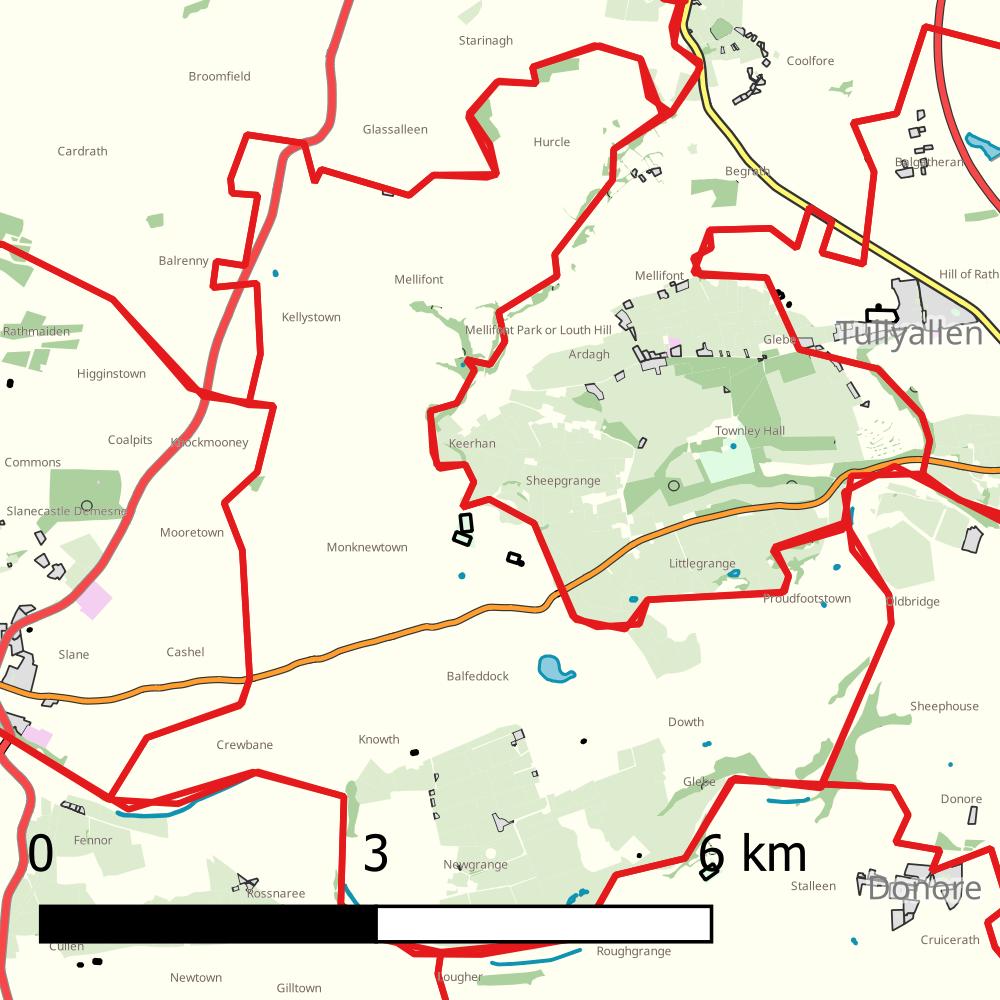 Starinagh
Coolfore
Broomfield
Glassalleen
Hurcle
Cardrath
Balgatheran
Begrath
Balrenny
Mellifont
Mellifont
Hill of Rath
Kellystown
Rathmaiden
Mellifont Park or Louth Hill
Tullyallen
Glebe
Ardagh
Higginstown
Townley Hall
Coalpits
Knockmooney
Keerhan
Commons
Sheepgrange
Slanecastle Demesne
Mooretown
Monknewtown
Littlegrange
Proudfootstown
Oldbridge
Slane
Cashel
Balfeddock
Sheephouse
Dowth
Crewbane
Knowth
Glebe
Donore
Fennor
0 3 6 km
Newgrange
Rossnaree
Stalleen
Donore
Cullen
Cruicerath
Roughgrange
Newtown
Lougher
Gilltown